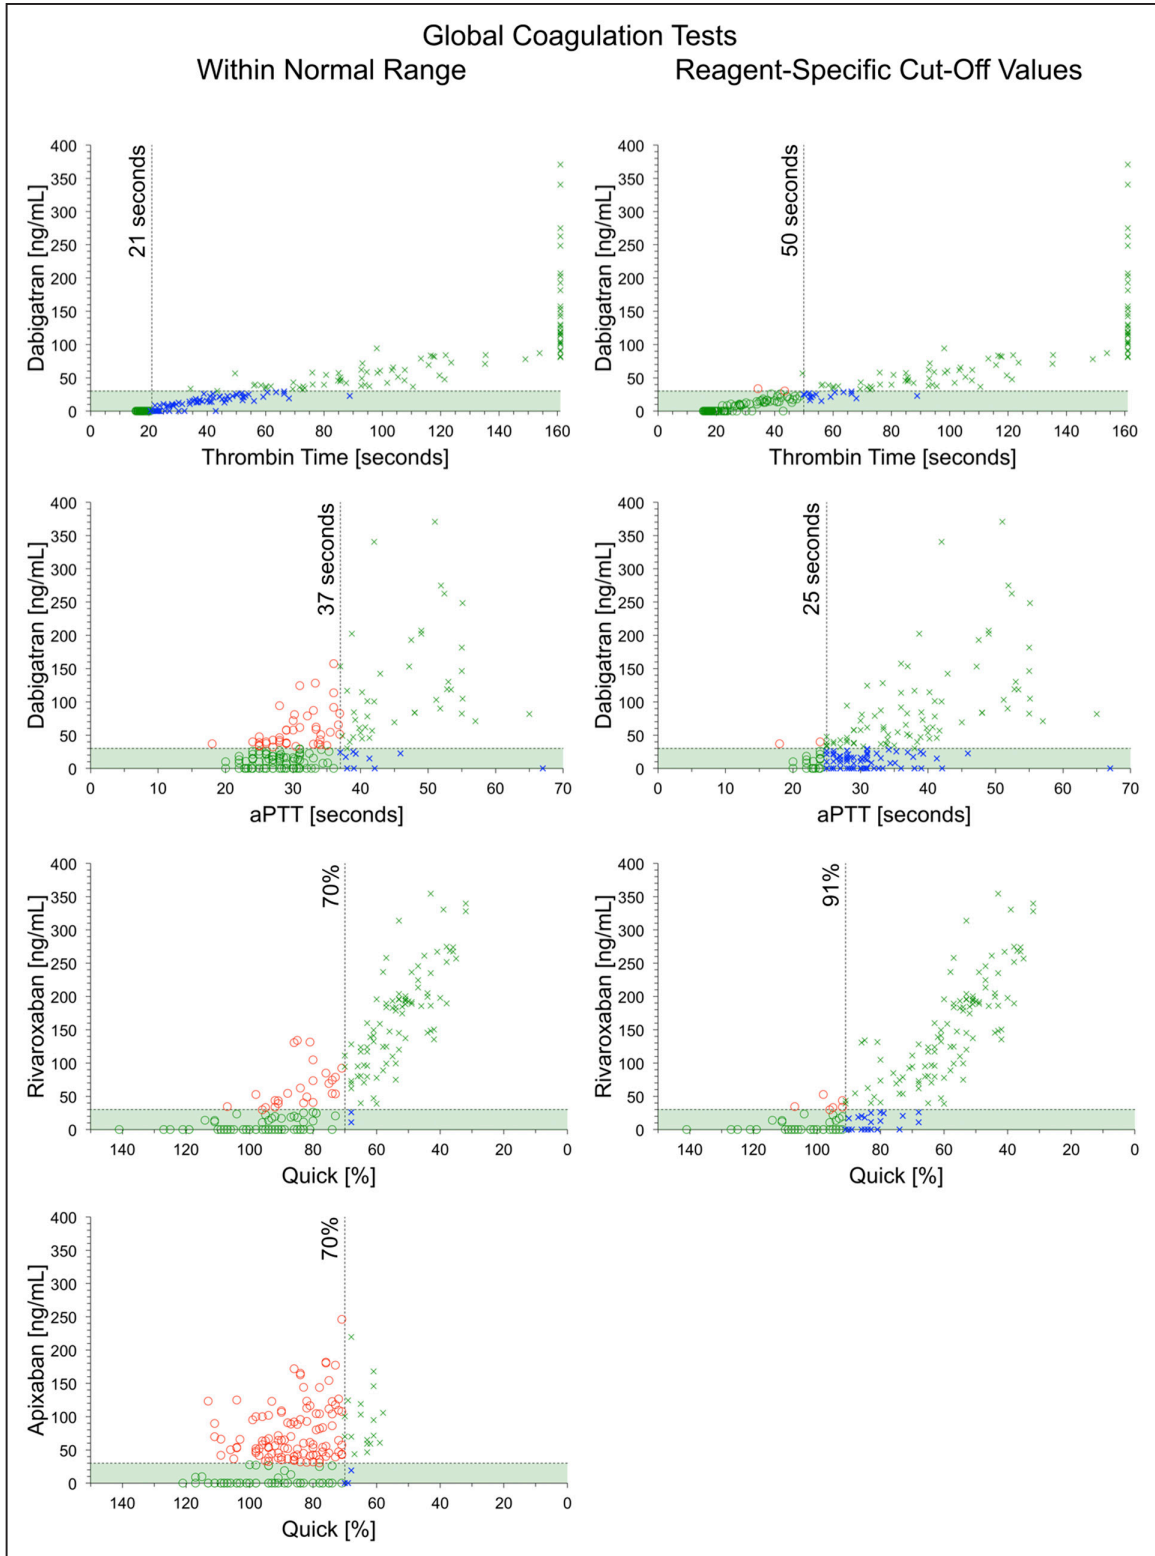 Global Coagulation Tests
Within Normal Range
Reagent-Specific Cut-Off Values
Dabigatran [ng/mL]
400
350
300
250
200
150
100
50
0
21 seconds
0 20 40 60 80 100 120 140 160
Thrombin Time [seconds]
Dabigatran [ng/mL]
400
350
300
250
200
150
100
50
0
50 seconds
0 20 40 60 80 100 120 140 160
Thrombin Time [seconds]
Dabigatran [ng/mL]
400
350
300
250
200
150
100
50
0
37 seconds
0 10 20 30 40 50 60 70
aPTT [seconds]
Dabigatran [ng/mL]
400
350
300
250
200
150
100
50
0
25 seconds
0 10 20 30 40 50 60 70
aPTT [seconds]
Rivaroxaban [ng/mL]
400
350
300
250
200
150
100
50
0
70%
140 120 100 80 60 40 20 0
Quick [%]
Rivaroxaban [ng/mL]
400
350
300
250
200
150
100
50
0
91%
140 120 100 80 60 40 20 0
Quick [%]
Apixaban [ng/mL]
400
350
300
250
200
150
100
50
0
70%
140 120 100 80 60 40 20 0
Quick [%]